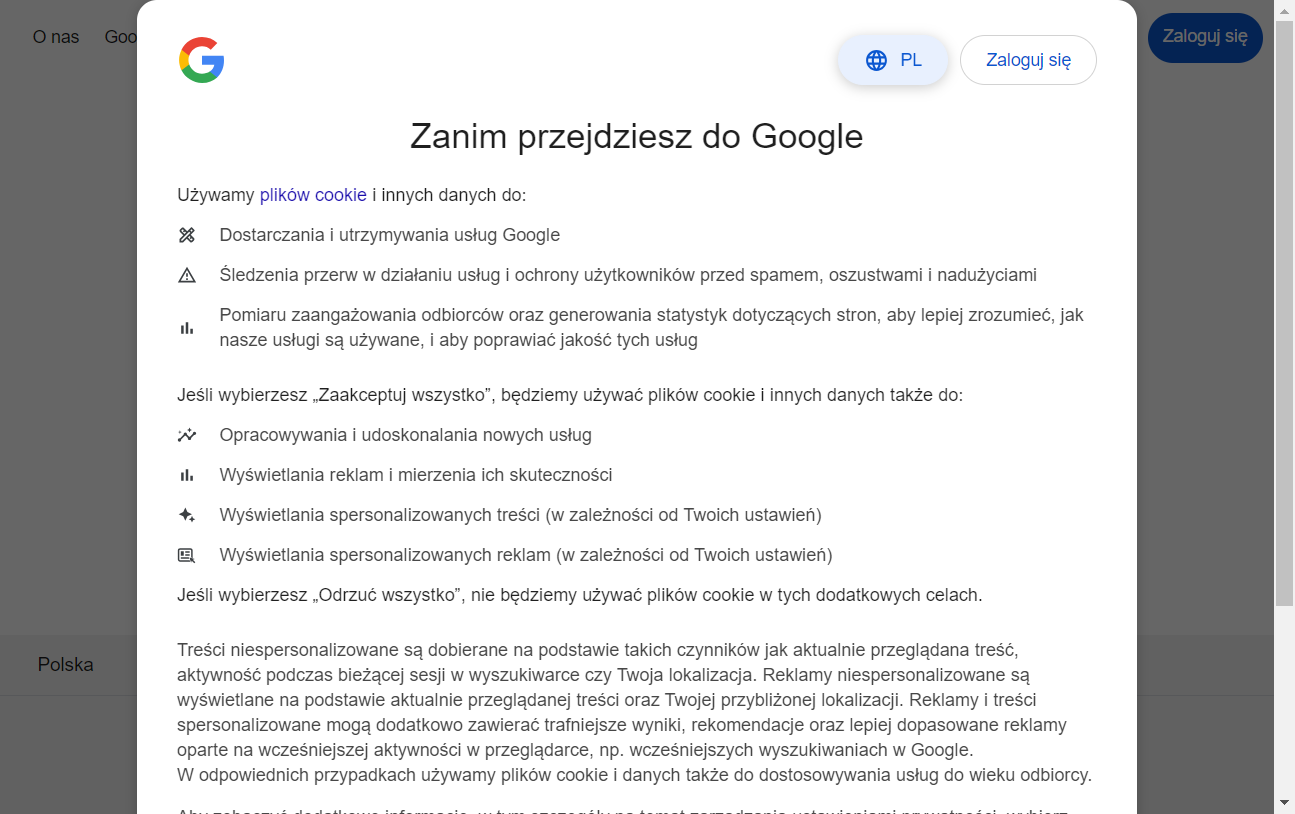 O nas Goo
Zaloguj się
PL Zaloguj się
Zanim przejdziesz do Google
Używamy plików cookie i innych danych do:
Dostarczania i utrzymywania usług Google
Śledzenia przerw w działaniu usług i ochrony użytkowników przed spamem, oszustwami i nadużyciami
Pomiaru zaangażowania odbiorców oraz generowania statystyk dotyczących stron, aby lepiej zrozumieć, jak
nasze usługi są używane, i aby poprawiać jakość tych usług
Jeśli wybierzesz „Zaakceptuj wszystko”, będziemy używać plików cookie i innych danych także do:
Opracowywania i udoskonalania nowych usług
Wyświetlania reklam i mierzenia ich skuteczności
Wyświetlania spersonalizowanych treści (w zależności od Twoich ustawień)
Wyświetlania spersonalizowanych reklam (w zależności od Twoich ustawień)
Jeśli wybierzesz „Odrzuć wszystko”, nie będziemy używać plików cookie w tych dodatkowych celach.
Polska
Treści niespersonalizowane są dobierane na podstawie takich czynników jak aktualnie przeglądana treść,
aktywność podczas bieżącej sesji w wyszukiwarce czy Twoja lokalizacja. Reklamy niespersonalizowane są
wyświetlane na podstawie aktualnie przeglądanej treści oraz Twojej przybliżonej lokalizacji. Reklamy i treści
spersonalizowane mogą dodatkowo zawierać trafniejsze wyniki, rekomendacje oraz lepiej dopasowane reklamy
oparte na wcześniejszej aktywności w przeglądarce, np. wcześniejszych wyszukiwaniach w Google.
W odpowiednich przypadkach używamy plików cookie i danych także do dostosowywania usług do wieku odbiorcy.